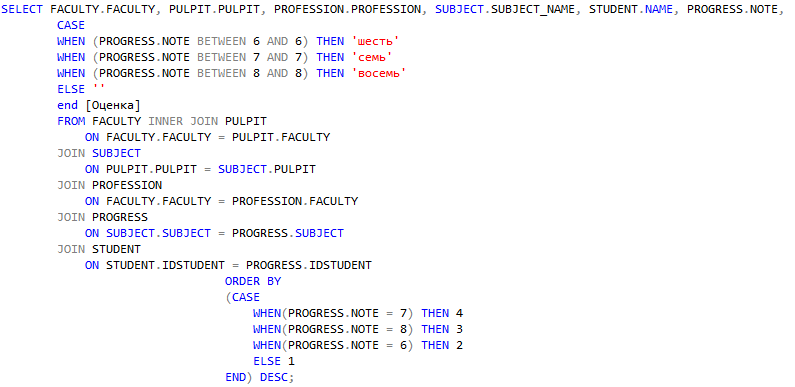 SELECT FACULTY.FACULTY, PULPIT.PULPIT, PROFESSION.PROFESSION, SUBJECT.SUBJECT_NAME, STUDENT.NAME, PROGRESS.NOTE,
CASE
WHEN (PROGRESS.NOTE BETWEEN 6 AND 6) THEN 'шесть'
WHEN (PROGRESS.NOTE BETWEEN 7 AND 7) THEN 'семь'
WHEN (PROGRESS.NOTE BETWEEN 8 AND 8) THEN 'восемь'
ELSE ''
end [Оценка]
FROM FACULTY INNER JOIN PULPIT
ON FACULTY.FACULTY = PULPIT.FACULTY
JOIN SUBJECT
ON PULPIT.PULPIT = SUBJECT.PULPIT
JOIN PROFESSION
ON FACULTY.FACULTY = PROFESSION.FACULTY
JOIN PROGRESS
ON SUBJECT.SUBJECT = PROGRESS.SUBJECT
JOIN STUDENT
ON STUDENT.IDSTUDENT = PROGRESS.IDSTUDENT
ORDER BY
(CASE
WHEN(PROGRESS.NOTE = 7) THEN 4
WHEN(PROGRESS.NOTE = 8) THEN 3
WHEN(PROGRESS.NOTE = 6) THEN 2
ELSE 1
END) DESC;